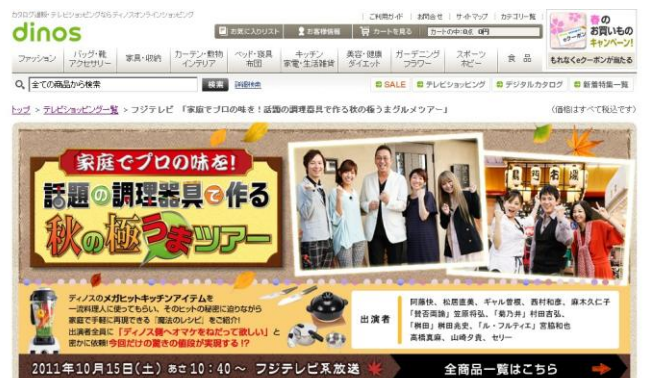 カタログ通販・テレビショッピングならディノスオンラインショッピング
ご利用ガイド | お問合せ | サイトマップ | カテゴリ一覧
dinos
お気に入りリスト
お客様情報
カートを見る
カートの中:0点 0円
春の
お買いもの
キャンペーン!
eクーポン
もれなくeクーポンが当たる
ファッション
バッグ・靴
アクセサリー
家具・収納
カーテン・敷物
インテリア
ベッド・寝具
布団
キッチン
家電・生活雑貨
美容・健康
ダイエット
ガーデニング
フラワー
スポーツ
ホビー
食 品
全ての商品から検索
検索
詳細検索
SALE
テレビショッピング
デジタルカタログ
新着特集一覧
トップ > テレビショッピング一覧 > フジテレビ 「家庭でプロの味を!話題の調理器具で作る秋の極うまグルメツアー」
(価格はすべて税込です)
家庭でプロの味を!
話題の調理器具で作る
秋の極うまツアー
ディノスのメガヒットキッチンアイテムを
一流料理人に使ってもらい、そのヒットの秘密に迫りながら
家庭で手軽に再現できる「魔法のレシピ」をご紹介!
出演者全員に「ディノス側へオマケをねだって欲しい」と
密かに依頼!今回だけの驚きの値段が実現する!?
出演者
阿藤快、松居直美、ギャル曽根、西村和彦、麻木久仁子
「賛否両論」笠原将弘、「菊乃井」村田吉弘、
「桝田」桝田兆史、「ル・フルティエ」宮脇和也
高橋真麻、山崎夕貴、セリー
2011年10月15日(土) あさ10:40~ フジテレビ系放送
全商品一覧はこちら